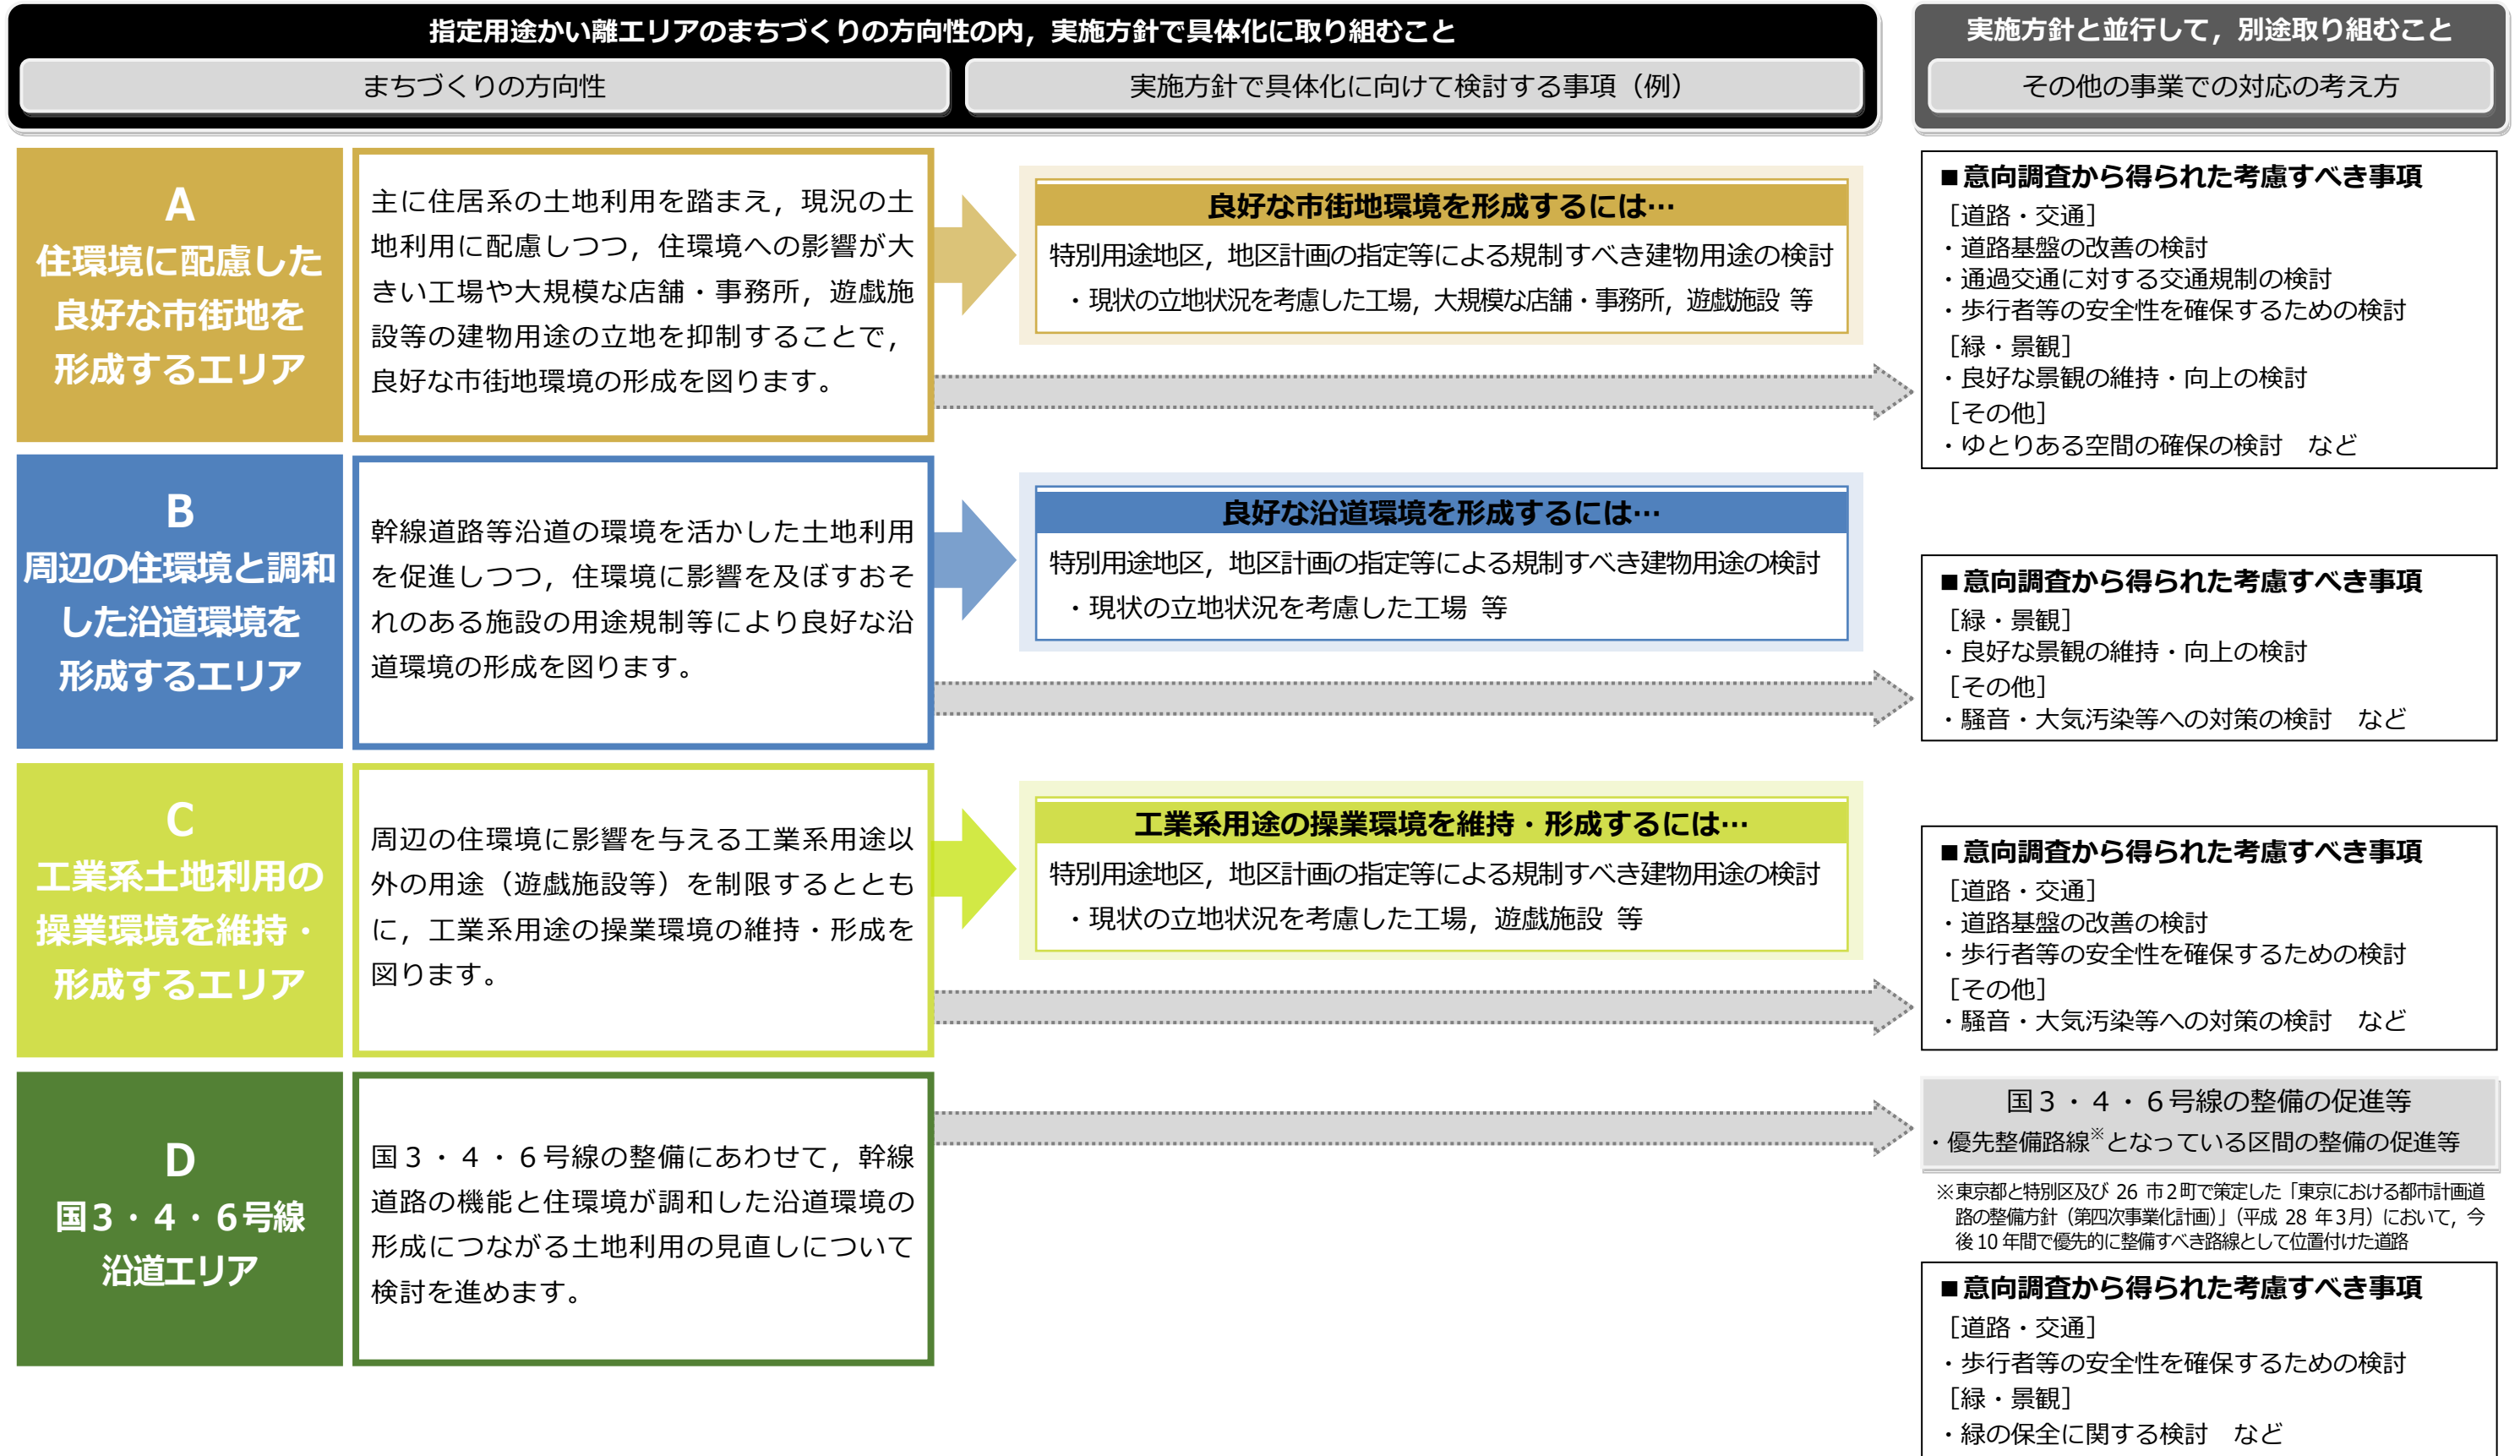 指定用途かい離エリアのまちづくりの方向性の内，実施方針で具体化に取り組むこと
まちづくりの方向性
実施方針で具体化に向けて検討する事項（例）
実施方針と並行して，別途取り組むこと
その他の事業での対応の考え方
A
住環境に配慮した
良好な市街地を
形成するエリア
主に住居系の土地利用を踏まえ，現況の土
地利用に配慮しつつ，住環境への影響が大
きい工場や大規模な店舗・事務所，遊戯施
設等の建物用途の立地を抑制することで，
良好な市街地環境の形成を図ります。
良好な市街地環境を形成するには…
特別用途地区，地区計画の指定等による規制すべき建物用途の検討
・現状の立地状況を考慮した工場，大規模な店舗・事務所，遊戯施設 等
■意向調査から得られた考慮すべき事項
［道路・交通］
・道路基盤の改善の検討
・通過交通に対する交通規制の検討
・歩行者等の安全性を確保するための検討
［緑・景観］
・良好な景観の維持・向上の検討
［その他］
・ゆとりある空間の確保の検討　など
B
周辺の住環境と調和
した沿道環境を
形成するエリア
幹線道路等沿道の環境を活かした土地利用
を促進しつつ，住環境に影響を及ぼすおそ
れのある施設の用途規制等により良好な沿
道環境の形成を図ります。
良好な沿道環境を形成するには…
特別用途地区，地区計画の指定等による規制すべき建物用途の検討
・現状の立地状況を考慮した工場 等
■意向調査から得られた考慮すべき事項
［緑・景観］
・良好な景観の維持・向上の検討
［その他］
・騒音・大気汚染等への対策の検討　など
C
工業系土地利用の
操業環境を維持・
形成するエリア
周辺の住環境に影響を与える工業系用途以
外の用途（遊戯施設等）を制限するととも
に，工業系用途の操業環境の維持・形成を
図ります。
工業系用途の操業環境を維持・形成するには…
特別用途地区，地区計画の指定等による規制すべき建物用途の検討
・現状の立地状況を考慮した工場，遊戯施設 等
■意向調査から得られた考慮すべき事項
［道路・交通］
・道路基盤の改善の検討
・歩行者等の安全性を確保するための検討
［その他］
・騒音・大気汚染等への対策の検討　など
D
国３・４・６号線
沿道エリア
国３・４・６号線の整備にあわせて，幹線
道路の機能と住環境が調和した沿道環境の
形成につながる土地利用の見直しについて
検討を進めます。
国３・４・６号線の整備の促進等
・優先整備路線※となっている区間の整備の促進等
※東京都と特別区及び 26 市２町で策定した「東京における都市計画道
路の整備方針（第四次事業化計画）」（平成 28 年３月）において，今
後 10 年間で優先的に整備すべき路線として位置付けた道路
■意向調査から得られた考慮すべき事項
［道路・交通］
・歩行者等の安全性を確保するための検討
［緑・景観］
・緑の保全に関する検討　など